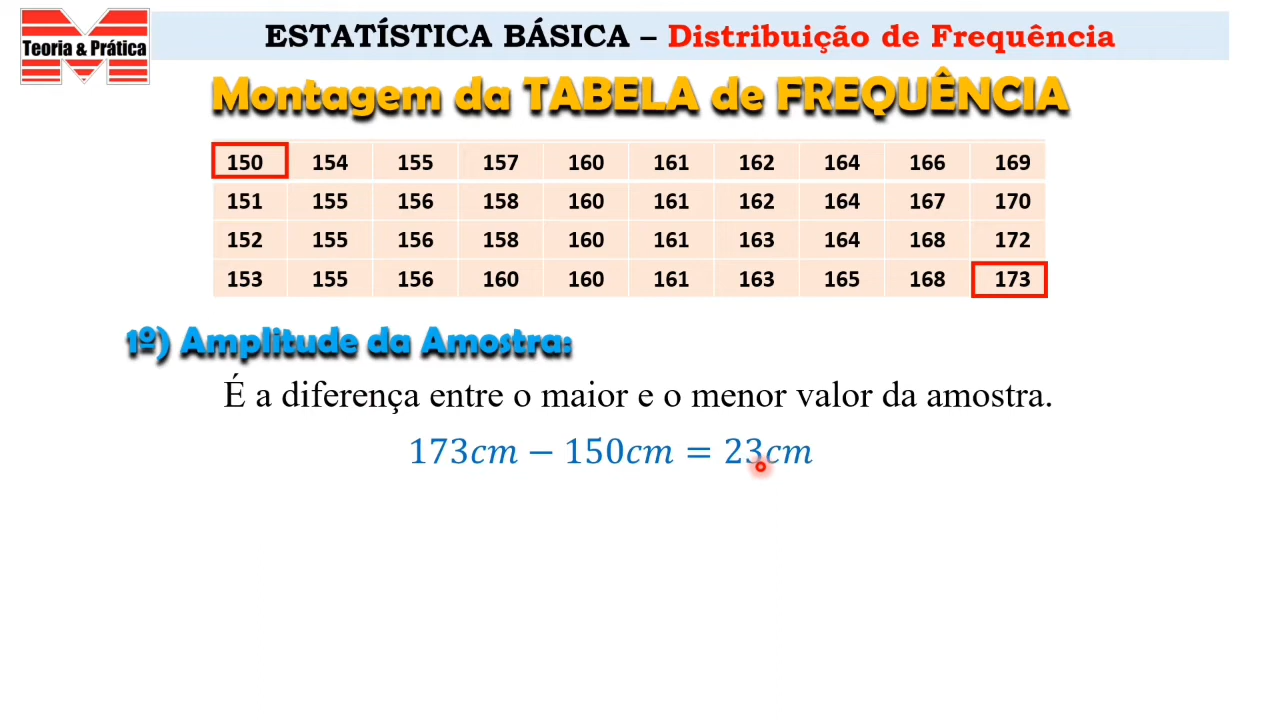 Teoria & Prática
ESTATÍSTICA BÁSICA – Distribuição de Frequência
Montagem da TABELA de FREQUÊNCIA
150 154 155 157 160 161 162 164 166 169
151 155 156 158 160 161 162 164 167 170
152 155 156 158 160 161 163 164 168 172
153 155 156 160 160 161 163 165 168 173
1º) Amplitude da Amostra:
É a diferença entre o maior e o menor valor da amostra.
173cm − 150cm = 23cm